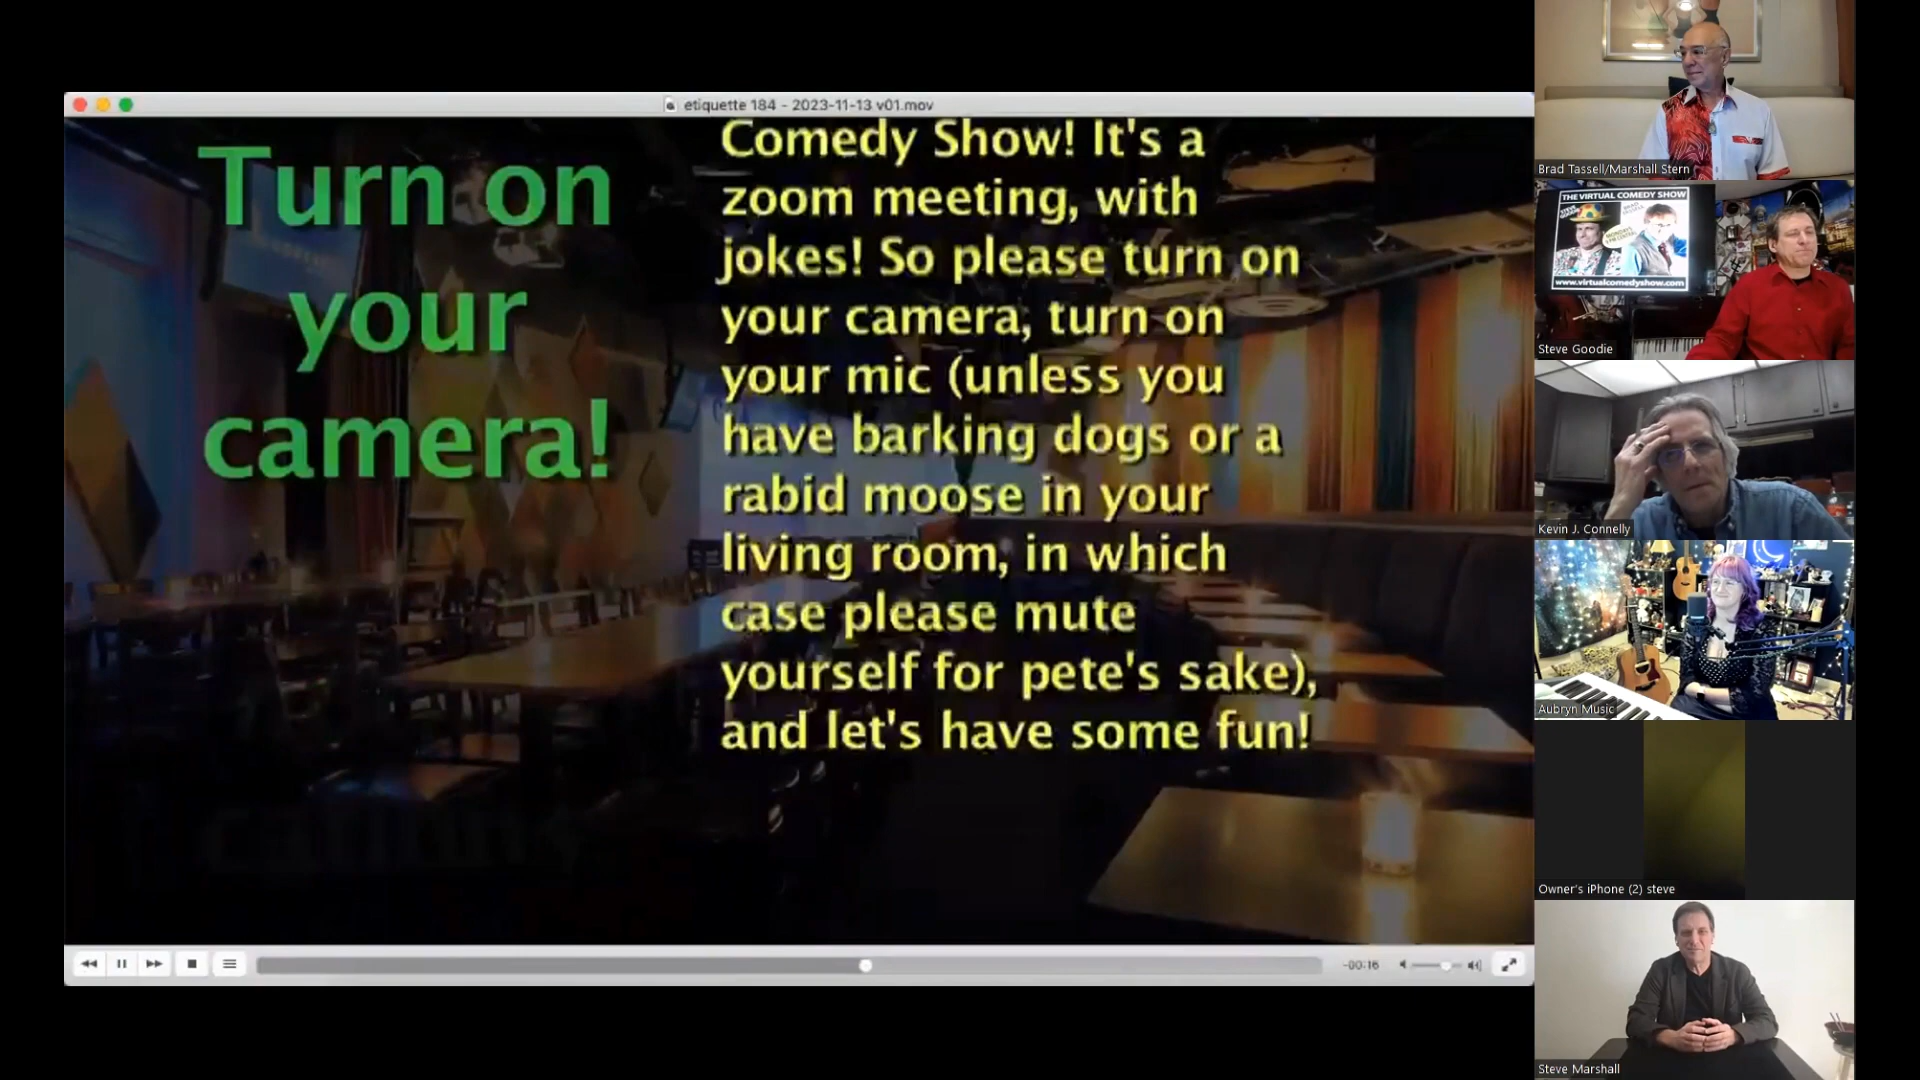 etiquette 184 - 2023-11-13 v01.mov
Turn on
your
camera!
Comedy Show! It's a
zoom meeting, with
jokes! So please turn on
your camera, turn on
your mic (unless you
have barking dogs or a
rabid moose in your
living room, in which
case please mute
yourself for pete's sake),
and let's have some fun!
-00:16
Brad Tassell/Marshall Stern
THE VIRTUAL COMEDY SHOW
www.virtualcomedyshow.com
Steve Goodie
Kevin J. Connelly
Aubryn Music
Owner's iPhone (2) steve
Steve Marshall